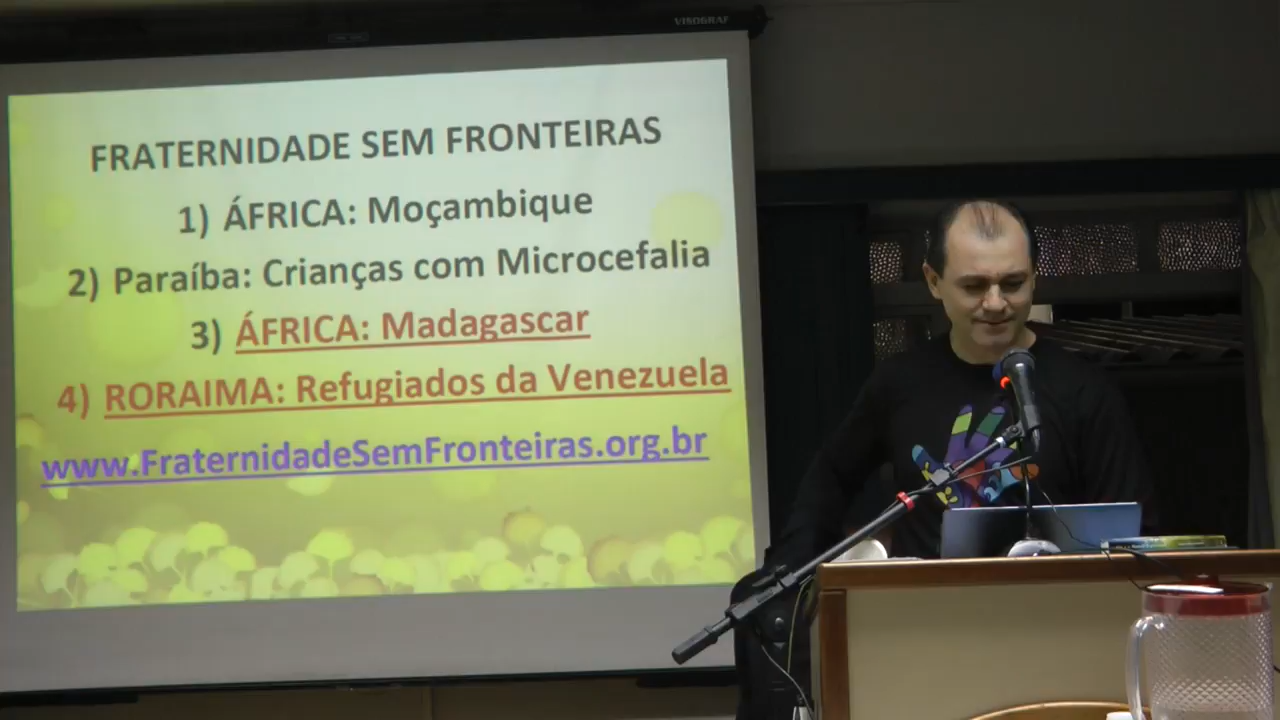 VISOGRAF
FRATERNIDADE SEM FRONTEIRAS
1) ÁFRICA: Moçambique
2) Paraíba: Crianças com Microcefalia
3) ÁFRICA: Madagascar
4) RORAIMA: Refugiados da Venezuela
www.FraternidadeSemFronteiras.org.br